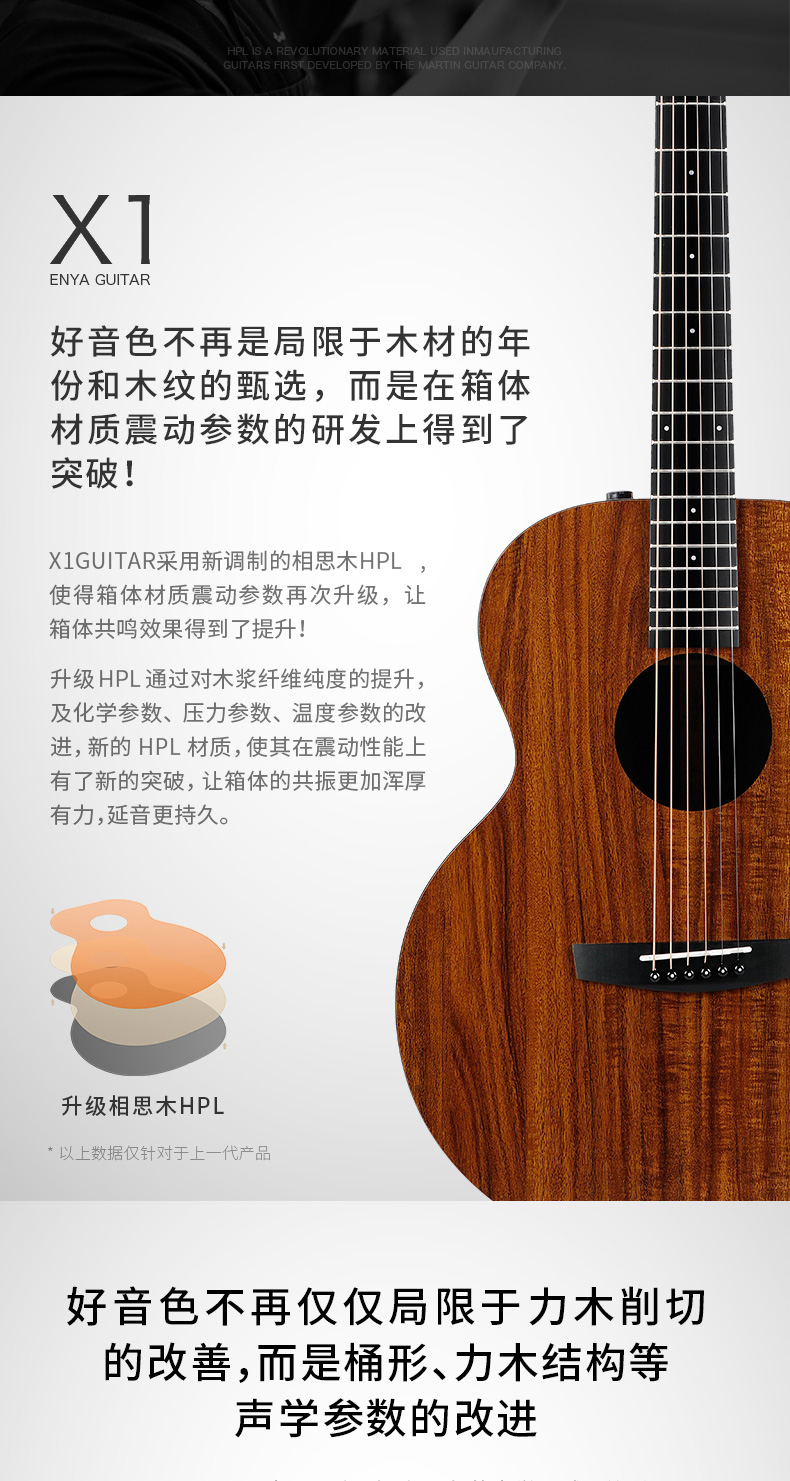 HPL IS A REVOLUTIONARY MATERIAL USED INMAUFACTURING
GUITARS FIRST DEVELOPED BY THE MARTIN GUITAR COMPANY.
X1
ENYA GUITAR
好音色不再是局限于木材的年
份和木纹的甄选，而是在箱体
材质震动参数的研发上得到了
突破！
X1GUITAR采用新调制的相思木HPL ，
使得箱体材质震动参数再次升级，让
箱体共鸣效果得到了提升！
升级HPL 通过对木浆纤维纯度的提升，
及化学参数、压力参数、温度参数的改
进，新的 HPL 材质，使其在震动性能上
有了新的突破，让箱体的共振更加浑厚
有力，延音更持久。
升级相思木HPL
* 以上数据仅针对于上一代产品
好音色不再仅仅局限于力木削切
的改善，而是桶形、力木结构等
声学参数的改进